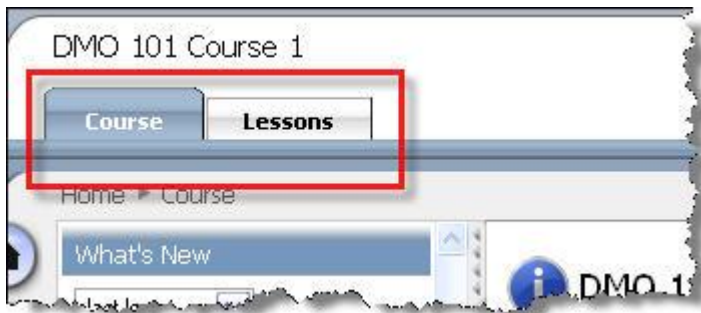 DMO 101 Course 1
Course Lessons
Home ▸ Course
What's New
DMO 1